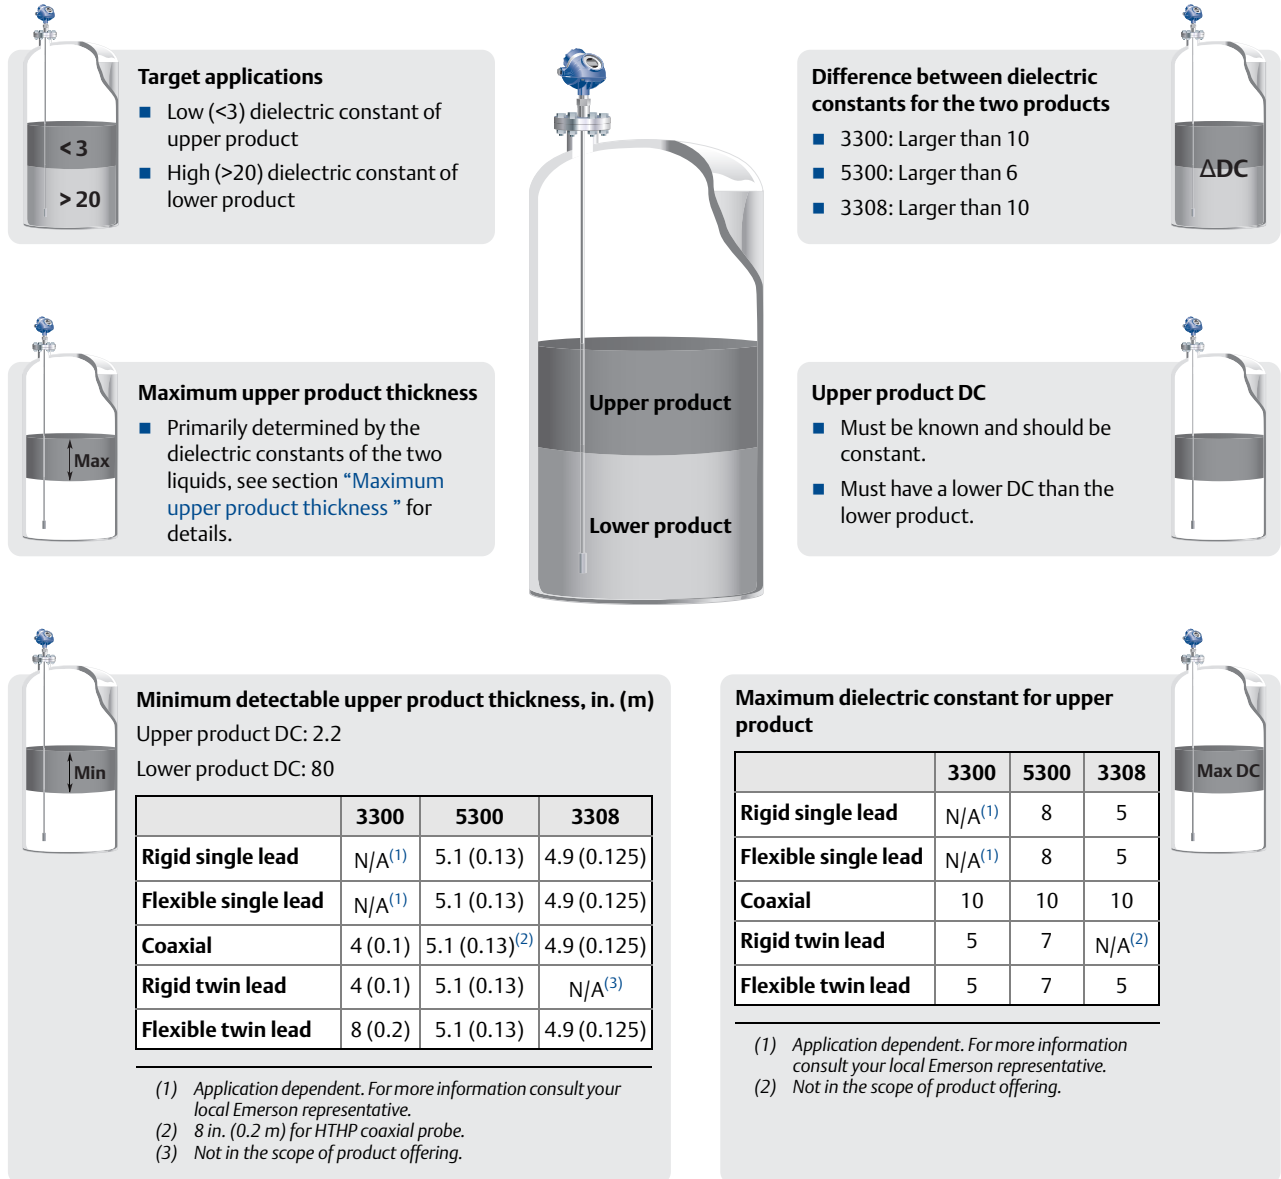 Target applications
■ Low (<3) dielectric constant of
upper product
■ High (>20) dielectric constant of
lower product
< 3
> 20
Difference between dielectric
constants for the two products
■ 3300: Larger than 10
■ 5300: Larger than 6
■ 3308: Larger than 10
ΔDC
Maximum upper product thickness
■ Primarily determined by the
dielectric constants of the two
liquids, see section “Maximum
upper product thickness ” for
details.
Max
Upper product
Lower product
Upper product DC
■ Must be known and should be
constant.
■ Must have a lower DC than the
lower product.
Minimum detectable upper product thickness, in. (m)
Upper product DC: 2.2
Lower product DC: 80
Min
3300 5300 3308
Rigid single lead N/A(1) 5.1 (0.13) 4.9 (0.125)
Flexible single lead N/A(1) 5.1 (0.13) 4.9 (0.125)
Coaxial 4 (0.1) 5.1 (0.13)(2) 4.9 (0.125)
Rigid twin lead 4 (0.1) 5.1 (0.13) N/A(3)
Flexible twin lead 8 (0.2) 5.1 (0.13) 4.9 (0.125)
(1) Application dependent. For more information consult your
local Emerson representative.
(2) 8 in. (0.2 m) for HTHP coaxial probe.
(3) Not in the scope of product offering.
Maximum dielectric constant for upper
product
Max DC
3300 5300 3308
Rigid single lead N/A(1) 8 5
Flexible single lead N/A(1) 8 5
Coaxial 10 10 10
Rigid twin lead 5 7 N/A(2)
Flexible twin lead 5 7 5
(1) Application dependent. For more information
consult your local Emerson representative.
(2) Not in the scope of product offering.